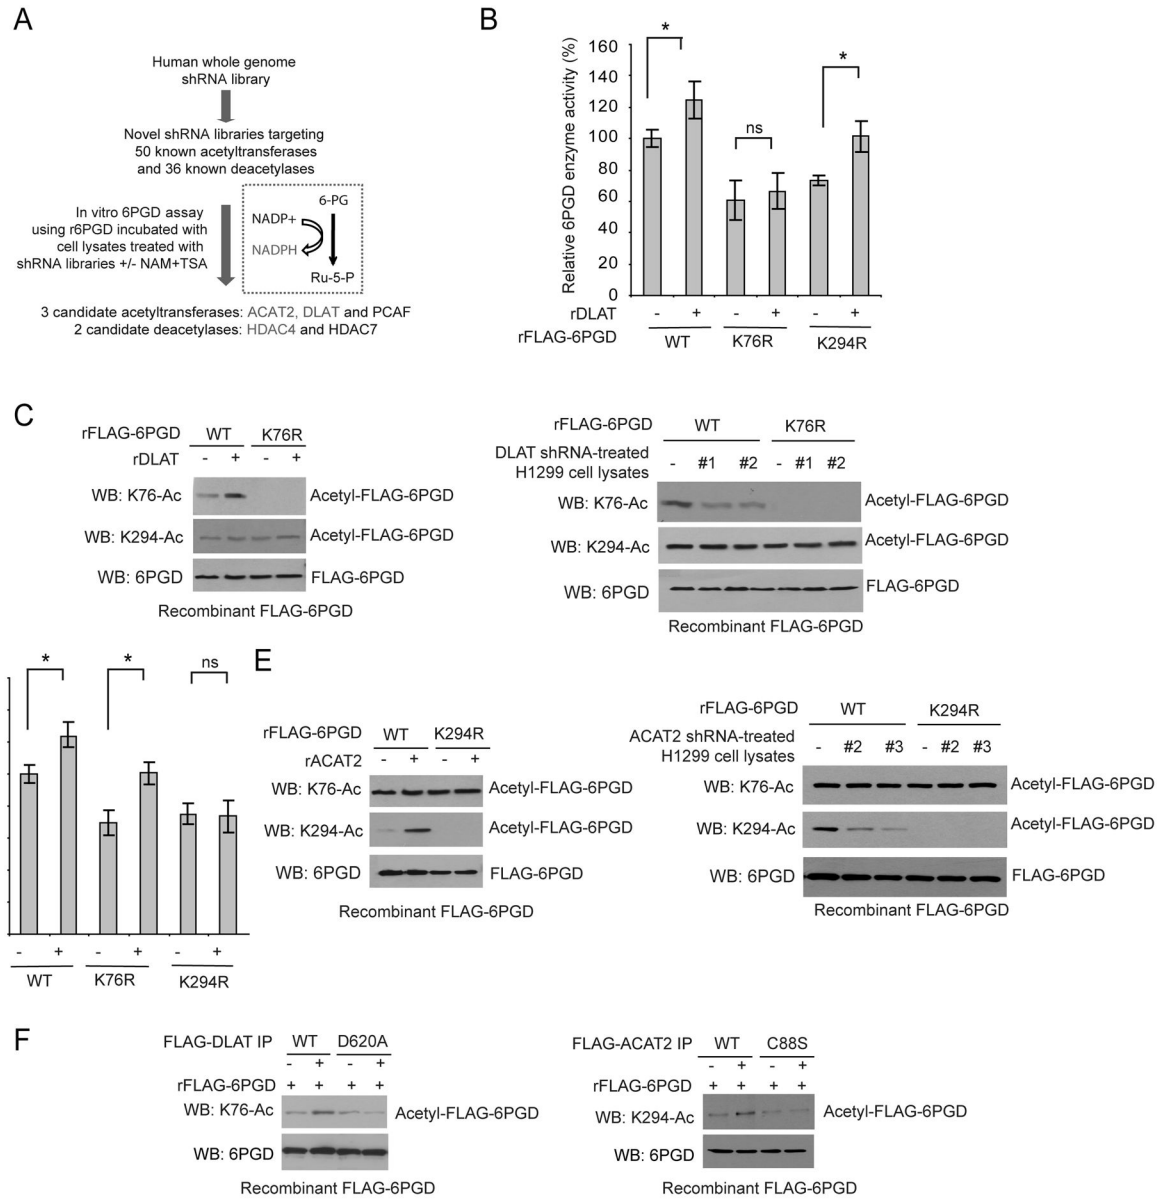 A
Human whole genome
shRNA library
Novel shRNA libraries targeting
50 known acetyltransferases
and 36 known deacetylases
In vitro 6PGD assay
using r6PGD incubated with
cell lysates treated with
shRNA libraries +/- NAM+TSA
6-PG
NADP+
NADPH
Ru-5-P
3 candidate acetyltransferases: ACAT2, DLAT and PCAF
2 candidate deacetylases: HDAC4 and HDAC7
B
Relative 6PGD enzyme activity (%)
160
140
120
100
80
60
40
20
0
* ns *
rDLAT - + - + - +
rFLAG-6PGD WT K76R K294R
C
rFLAG-6PGD WT K76R
rDLAT - + - +
WB: K76-Ac Acetyl-FLAG-6PGD
WB: K294-Ac Acetyl-FLAG-6PGD
WB: 6PGD FLAG-6PGD
Recombinant FLAG-6PGD
rFLAG-6PGD WT K76R
DLAT shRNA-treated
H1299 cell lysates - #1 #2 - #1 #2
WB: K76-Ac Acetyl-FLAG-6PGD
WB: K294-Ac Acetyl-FLAG-6PGD
WB: 6PGD FLAG-6PGD
Recombinant FLAG-6PGD
* * ns
- + - + - +
WT K76R K294R
E
rFLAG-6PGD WT K294R
rACAT2 - + - +
WB: K76-Ac Acetyl-FLAG-6PGD
WB: K294-Ac Acetyl-FLAG-6PGD
WB: 6PGD FLAG-6PGD
Recombinant FLAG-6PGD
rFLAG-6PGD WT K294R
ACAT2 shRNA-treated
H1299 cell lysates - #2 #3 - #2 #3
WB: K76-Ac Acetyl-FLAG-6PGD
WB: K294-Ac Acetyl-FLAG-6PGD
WB: 6PGD FLAG-6PGD
Recombinant FLAG-6PGD
F
FLAG-DLAT IP WT D620A
- + - +
rFLAG-6PGD + + + +
WB: K76-Ac Acetyl-FLAG-6PGD
WB: 6PGD
Recombinant FLAG-6PGD
FLAG-ACAT2 IP WT C88S
- + - +
rFLAG-6PGD + + + +
WB: K294-Ac Acetyl-FLAG-6PGD
WB: 6PGD
Recombinant FLAG-6PGD